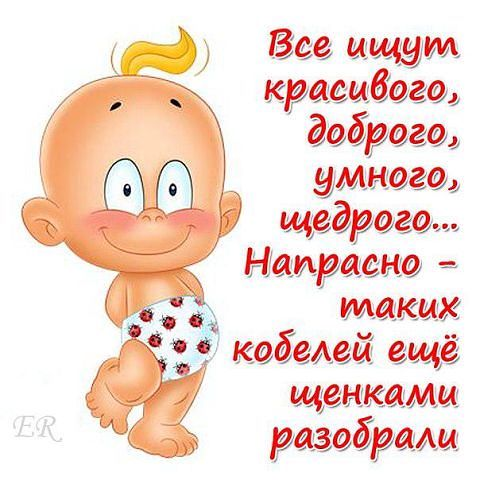 Все ищут
красивого,
доброго,
умного,
щедрого...
Напрасно -
таких
кобелей ещё
щенками
разобрали
ER